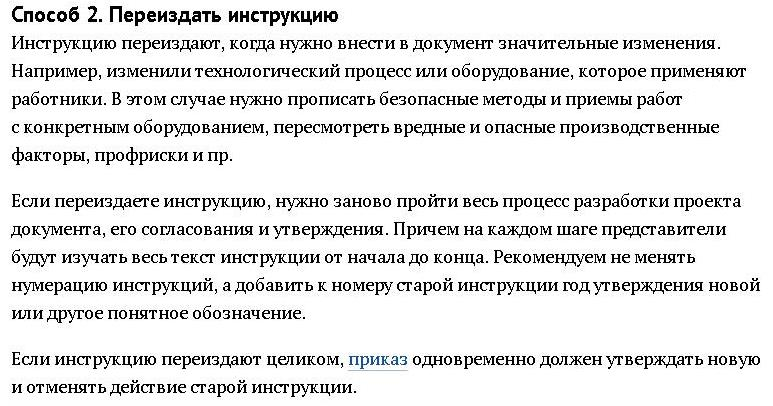 Способ 2. Переиздать инструкцию
Инструкцию переиздают, когда нужно внести в документ значительные изменения.
Например, изменили технологический процесс или оборудование, которое применяют
работники. В этом случае нужно прописать безопасные методы и приемы работ
с конкретным оборудованием, пересмотреть вредные и опасные производственные
факторы, профриски и пр.
Если переиздаете инструкцию, нужно заново пройти весь процесс разработки проекта
документа, его согласования и утверждения. Причем на каждом шаге представители
будут изучать весь текст инструкции от начала до конца. Рекомендуем не менять
нумерацию инструкций, а добавить к номеру старой инструкции год утверждения новой
или другое понятное обозначение.
Если инструкцию переиздают целиком, приказ одновременно должен утверждать новую
и отменять действие старой инструкции.